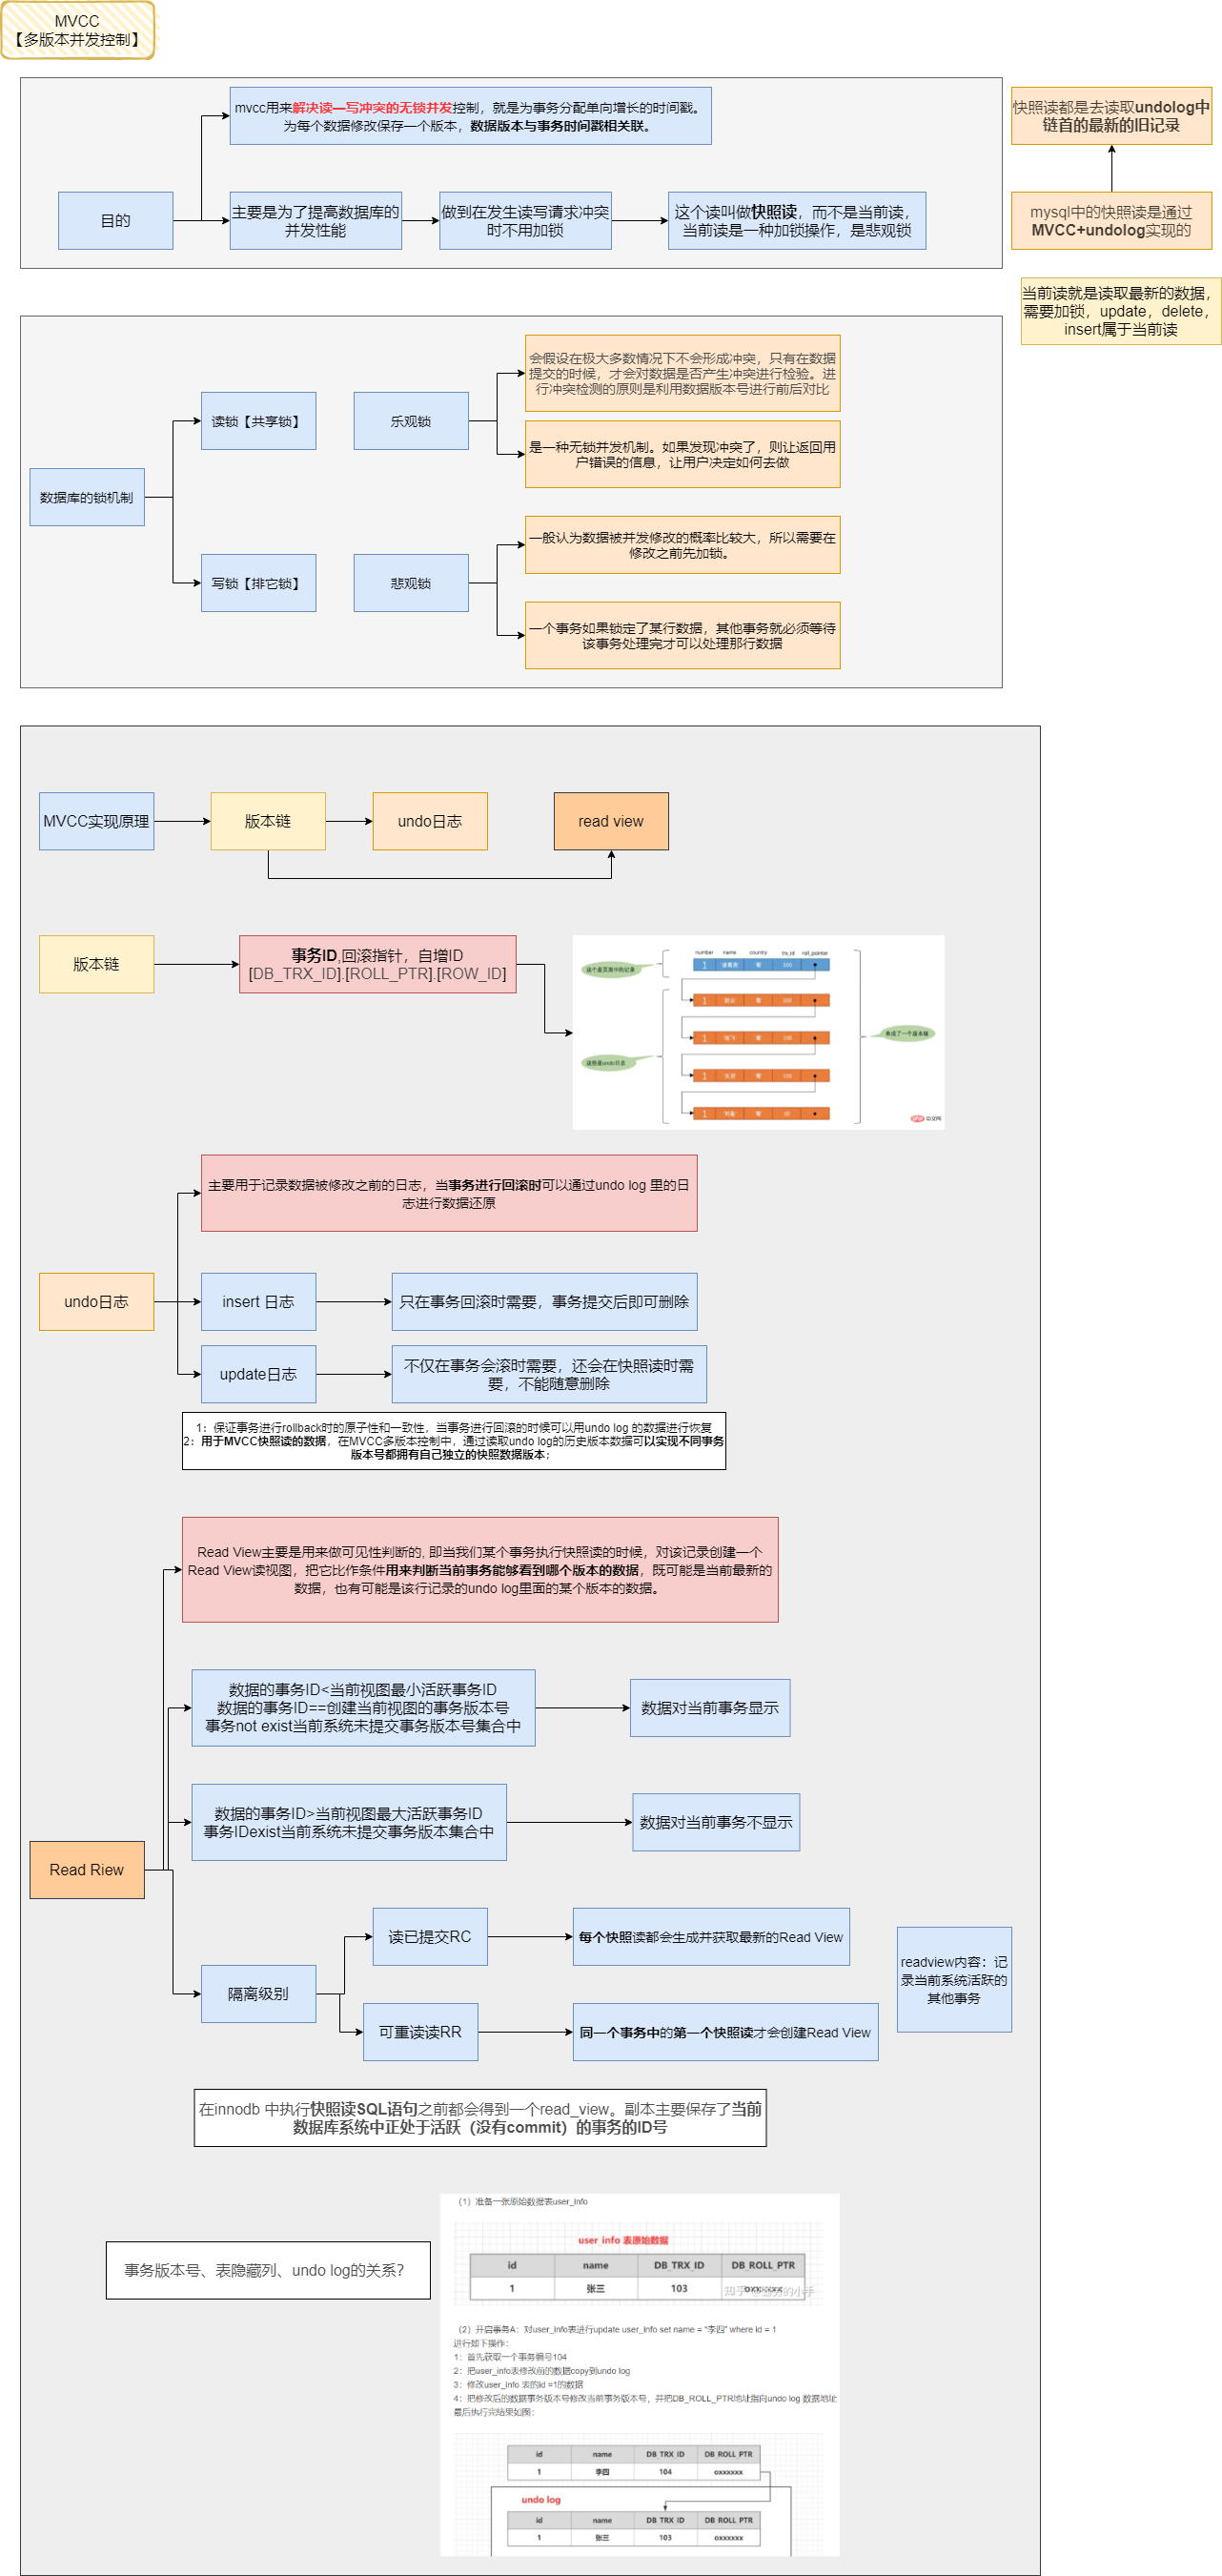 MVCC
【多版本并发控制】
mvcc用来解决读—写冲突的无锁并发控制，就是为事务分配单向增长的时间戳。
为每个数据修改保存一个版本，数据版本与事务时间戳相关联。
快照读都是去读取undolog中
链首的最新的旧记录
目的
主要是为了提高数据库的
并发性能
做到在发生读写请求冲突
时不用加锁
这个读叫做快照读，而不是当前读，
当前读是一种加锁操作，是悲观锁
mysql中的快照读是通过
MVCC+undolog实现的
当前读就是读取最新的数据，
需要加锁，update，delete，
insert属于当前读
会假设在极大多数情况下不会形成冲突，只有在数据
提交的时候，才会对数据是否产生冲突进行检验。进
行冲突检测的原则是利用数据版本号进行前后对比
读锁【共享锁】
乐观锁
是一种无锁并发机制。如果发现冲突了，则让返回用
户错误的信息，让用户决定如何去做
数据库的锁机制
一般认为数据被并发修改的概率比较大，所以需要在
修改之前先加锁。
写锁【排它锁】
悲观锁
一个事务如果锁定了某行数据，其他事务就必须等待
该事务处理完才可以处理那行数据
MVCC实现原理
版本链
undo日志
read view
版本链
事务ID,回滚指针，自增ID
[DB_TRX_ID].[ROLL_PTR].[ROW_ID]
number name country trx_id roll_pointer
1
1
1
1
1
主要用于记录数据被修改之前的日志，当事务进行回滚时可以通过undo log 里的日
志进行数据还原
undo日志
insert 日志
只在事务回滚时需要，事务提交后即可删除
update日志
不仅在事务会滚时需要，还会在快照读时需
要，不能随意删除
1：保证事务进行rollback时的原子性和一致性，当事务进行回滚的时候可以用undo log 的数据进行恢复
2：用于MVCC快照读的数据，在MVCC多版本控制中，通过读取undo log的历史版本数据可以实现不同事务
版本号都拥有自己独立的快照数据版本；
Read View主要是用来做可见性判断的, 即当我们某个事务执行快照读的时候，对该记录创建一个
Read View读视图，把它比作条件用来判断当前事务能够看到哪个版本的数据，既可能是当前最新的
数据，也有可能是该行记录的undo log里面的某个版本的数据。
数据的事务ID<当前视图最小活跃事务ID
数据的事务ID==创建当前视图的事务版本号
事务not exist当前系统未提交事务版本号集合中
数据对当前事务显示
数据的事务ID>当前视图最大活跃事务ID
事务IDexist当前系统未提交事务版本集合中
数据对当前事务不显示
Read Riew
读已提交RC
每个快照读都会生成并获取最新的Read View
隔离级别
readview内容：记
录当前系统活跃的
其他事务
可重读读RR
同一个事务中的第一个快照读才会创建Read View
在innodb 中执行快照读SQL语句之前都会得到一个read_view。副本主要保存了当前
数据库系统中正处于活跃（没有commit）的事务的ID号
事务版本号、表隐藏列、undo log的关系？
（1）准备一张原始数据表user_info
user_info 表原始数据
id name DB_TRX_ID DB_ROLL_PTR
1 张三 103
（2）开启事务A：对user_info表进行update user_info set name = "李四" where id = 1
进行如下操作：
1：首先获取一个事务编号104
2：把user_info表修改前的数据copy到undo log
3：修改user_info 表的id =1的数据
4：把修改后的数据事务版本号修改当前事务版本号，并把DB_ROLL_PTR地址指向undo log 数据地址
最后执行完结果如图：
id name DB_TRX_ID DB_ROLL_PTR
1 李四 104 oxxxxxx
undo log
id name DB_TRX_ID DB_ROLL_PTR
1 张三 103 oxxxxxx